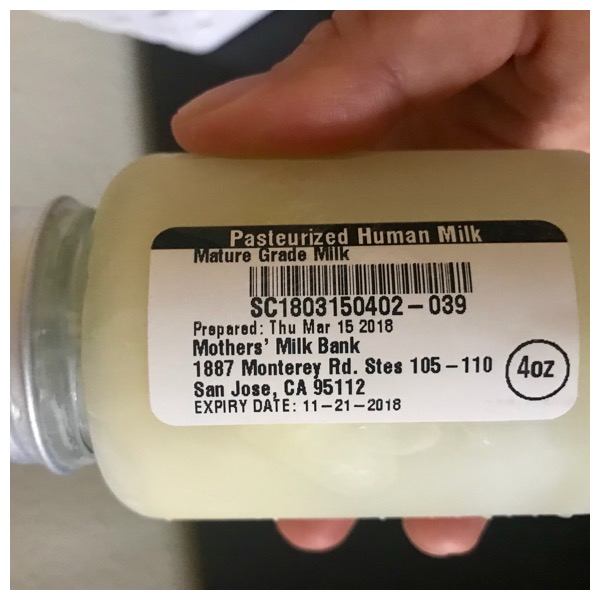 Pasteurized Human Milk
Mature Grade Milk
SC1803150402-039
Prepared: Thu Mar 15 2018
Mothers' Milk Bank
1887 Monterey Rd. Stes 105-110
San Jose, CA 95112
4oz
EXPIRY DATE: 11-21-2018